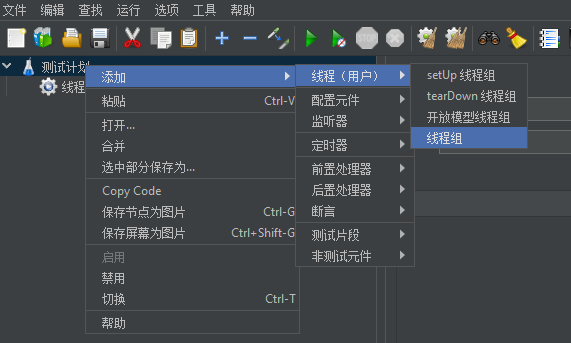 文件 编辑 查找 运行 选项 工具 帮助
测试计划
线程
添加
粘贴 Ctrl-V
打开...
合并
选中部分保存为...
Copy Code
保存节点为图片 Ctrl-G
保存屏幕为图片 Ctrl+Shift-G
启用
禁用
切换 Ctrl-T
帮助
线程（用户）
配置元件
监听器
定时器
前置处理器
后置处理器
断言
测试片段
非测试元件
setUp 线程组
tearDown 线程组
开放模型线程组
线程组